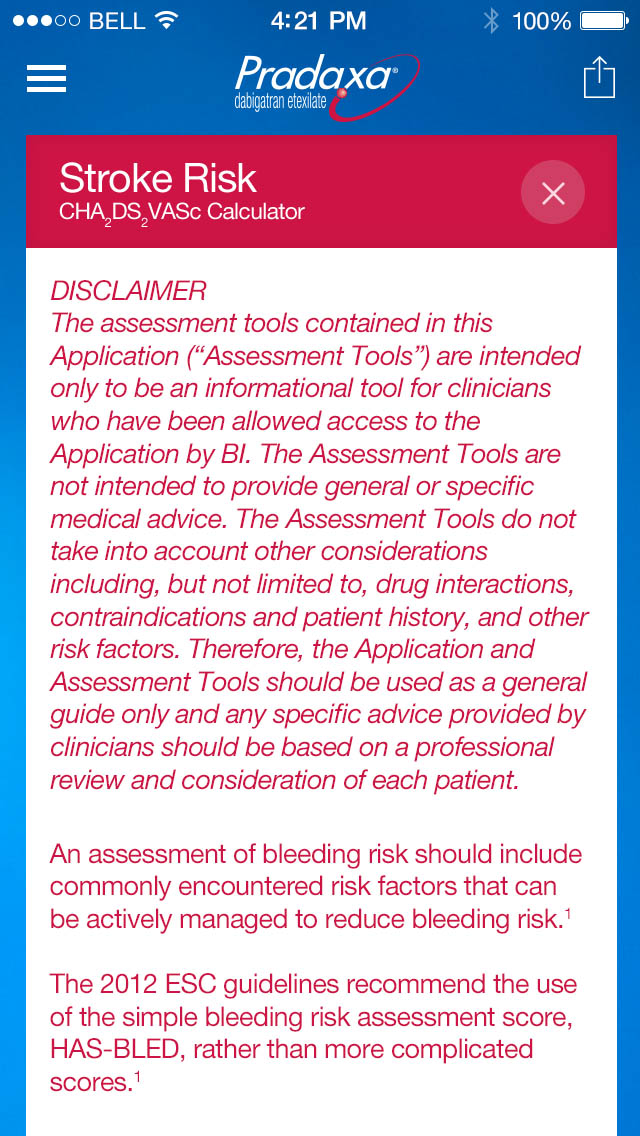 BELL 4:21 PM 100%
Pradaxa®
dabigatran etexilate
Stroke Risk
CHA₂DS₂VASc Calculator
DISCLAIMER
The assessment tools contained in this
Application (“Assessment Tools”) are intended
only to be an informational tool for clinicians
who have been allowed access to the
Application by BI. The Assessment Tools are
not intended to provide general or specific
medical advice. The Assessment Tools do not
take into account other considerations
including, but not limited to, drug interactions,
contraindications and patient history, and other
risk factors. Therefore, the Application and
Assessment Tools should be used as a general
guide only and any specific advice provided by
clinicians should be based on a professional
review and consideration of each patient.
An assessment of bleeding risk should include
commonly encountered risk factors that can
be actively managed to reduce bleeding risk.¹
The 2012 ESC guidelines recommend the use
of the simple bleeding risk assessment score,
HAS-BLED, rather than more complicated
scores.¹